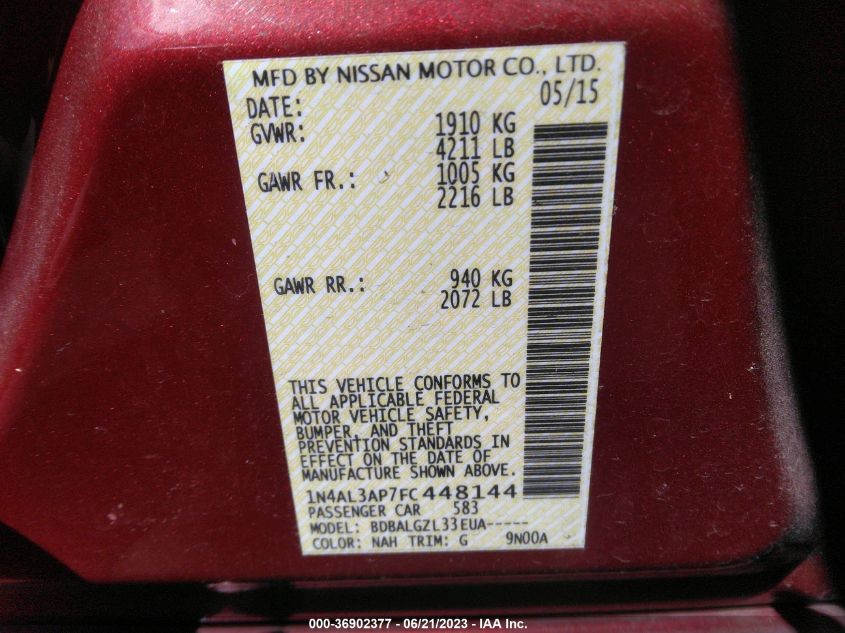 MFD BY NISSAN MOTOR CO., LTD.
DATE: 05/15
GVWR: 1910 KG
4211 LB
GAWR FR.: 1005 KG
2216 LB
GAWR RR.: 940 KG
2072 LB
THIS VEHICLE CONFORMS TO
ALL APPLICABLE FEDERAL
MOTOR VEHICLE SAFETY,
BUMPER, AND THEFT
PREVENTION STANDARDS IN
EFFECT ON THE DATE OF
MANUFACTURE SHOWN ABOVE.
1N4AL3AP7FC448144
PASSENGER CAR 583
MODEL: BDBALGZL33EUA-----
COLOR: NAH TRIM: G 9N00A
000-36902377 - 06/21/2023 - IAA Inc.